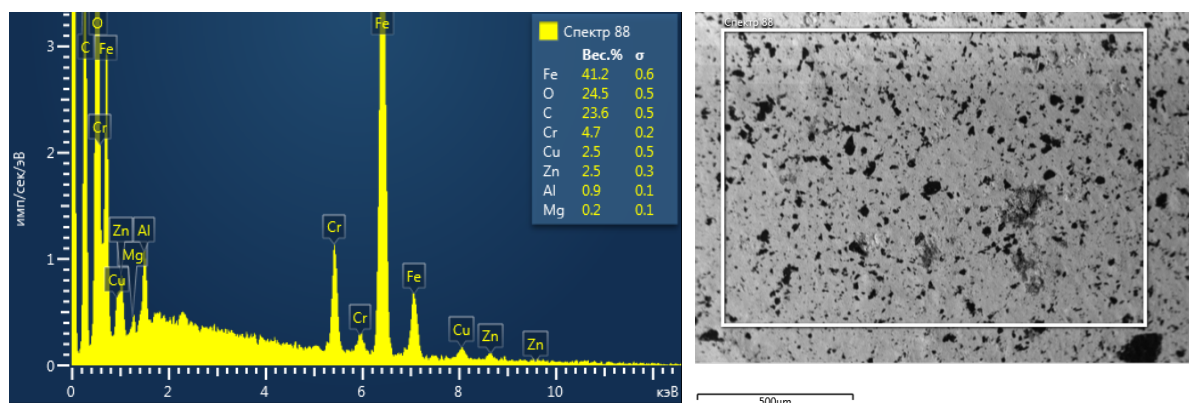 C
O
Fe
Cr
Zn
Al
Mg
Cu
Cr
Cr
Fe
Fe
Cu
Zn
Zn
3
2
1
0
имп/сек/эВ
0 2 4 6 8 10 кэВ
Спектр 88
Вес.% σ
Fe 41.2 0.6
O 24.5 0.5
C 23.6 0.5
Cr 4.7 0.2
Cu 2.5 0.5
Zn 2.5 0.3
Al 0.9 0.1
Mg 0.2 0.1
Спектр 88
500µm